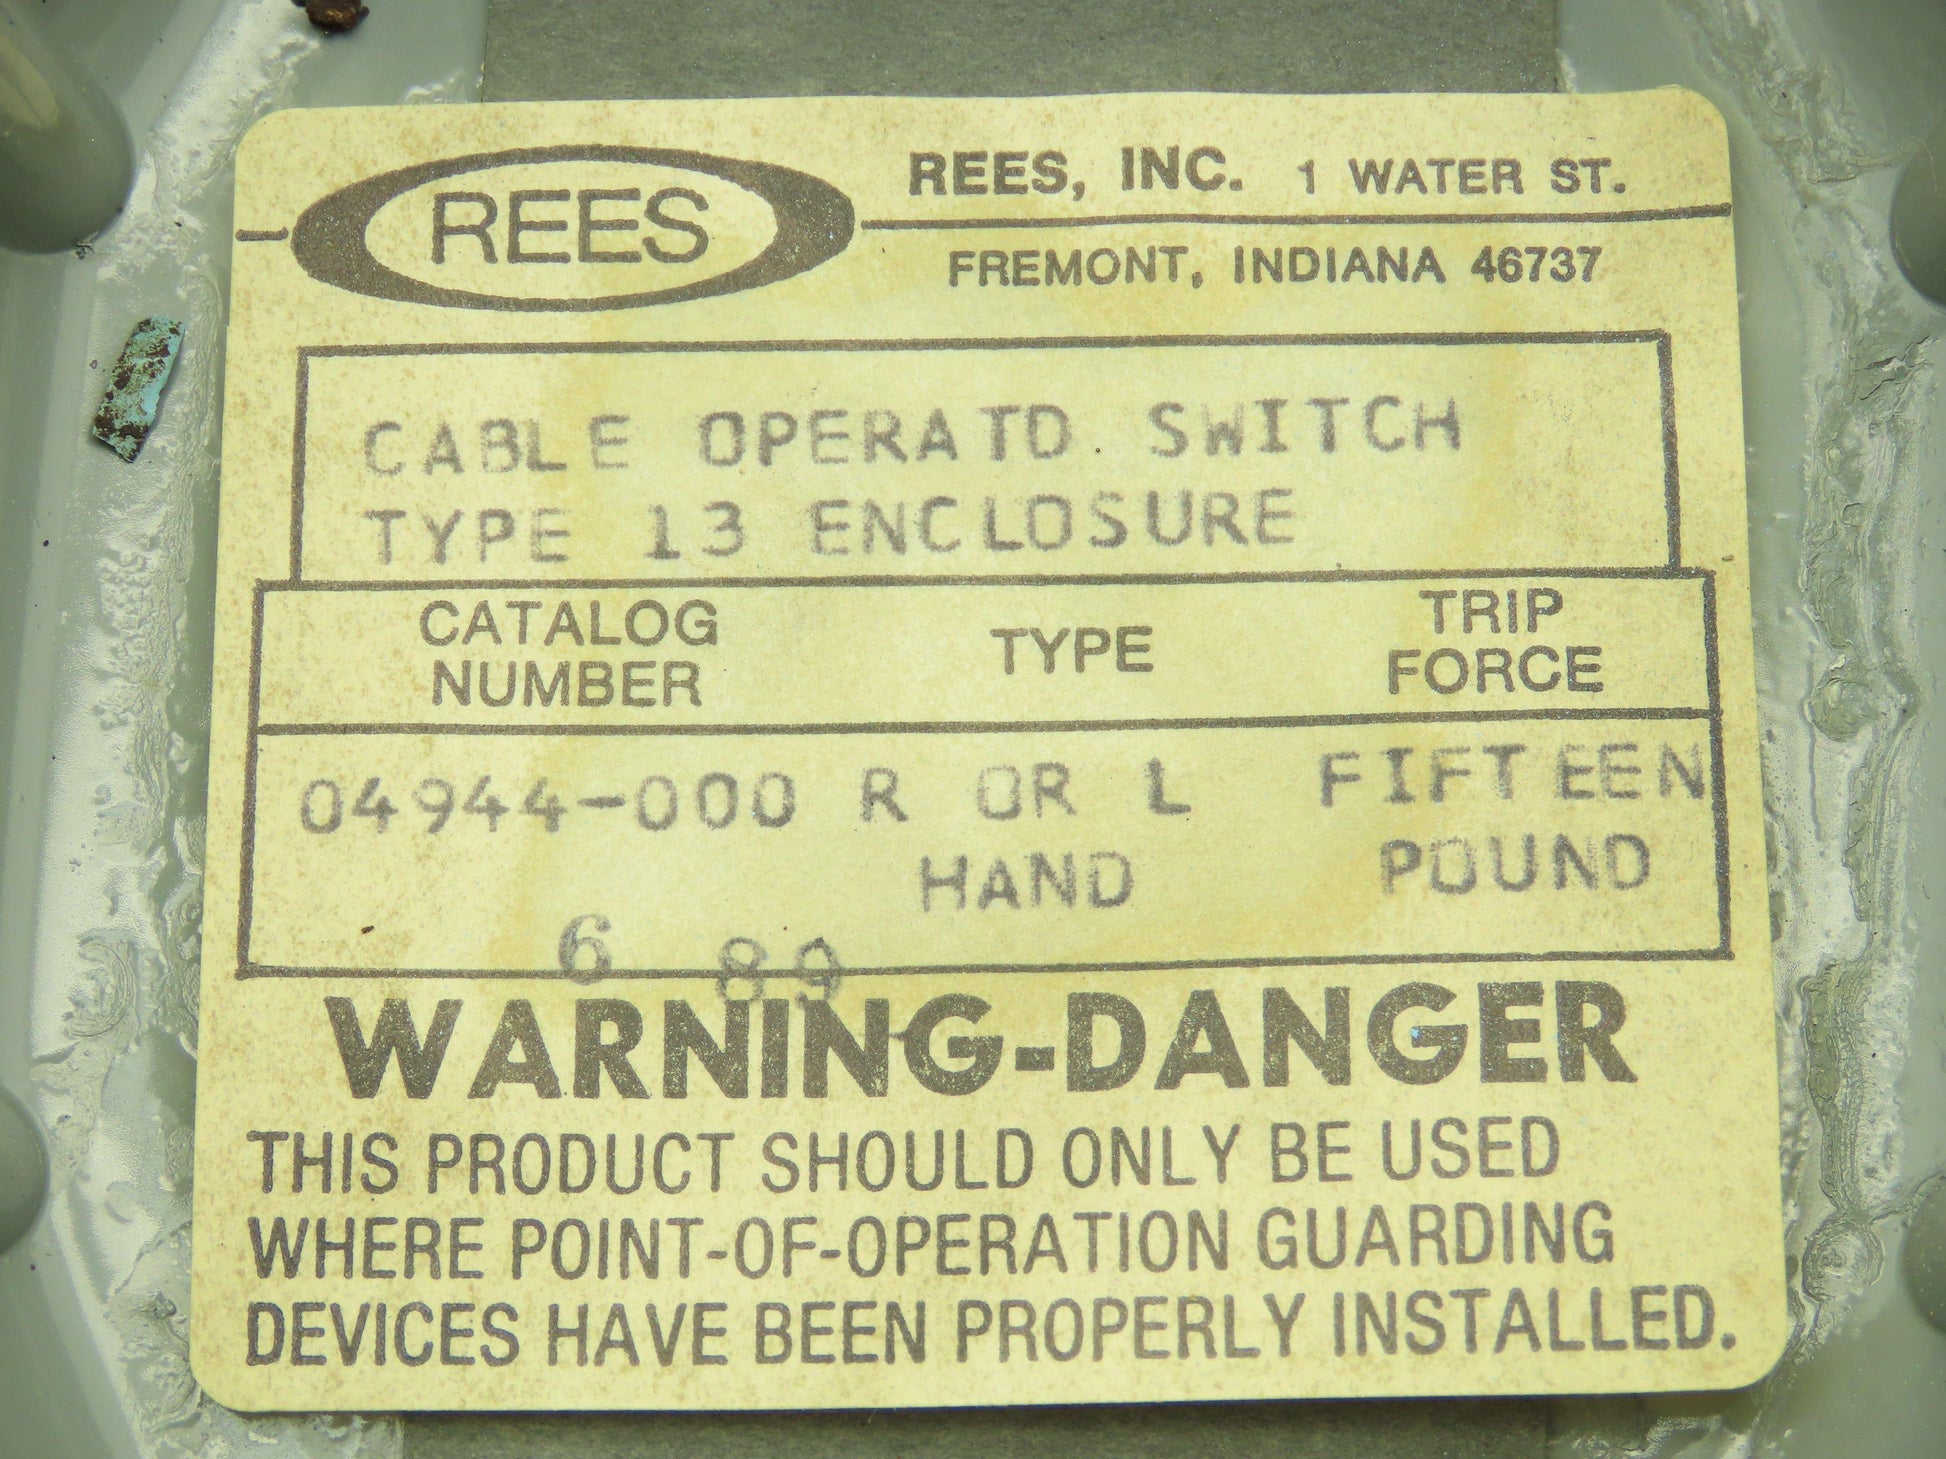 REES
REES, INC. 1 WATER ST.
FREMONT, INDIANA 46737
CABLE OPERATD. SWITCH
TYPE 13 ENCLOSURE
CATALOG NUMBER TYPE TRIP FORCE
04944-000 R OR L FIFTEEN
HAND POUND
6 89
WARNING-DANGER
THIS PRODUCT SHOULD ONLY BE USED
WHERE POINT-OF-OPERATION GUARDING
DEVICES HAVE BEEN PROPERLY INSTALLED.